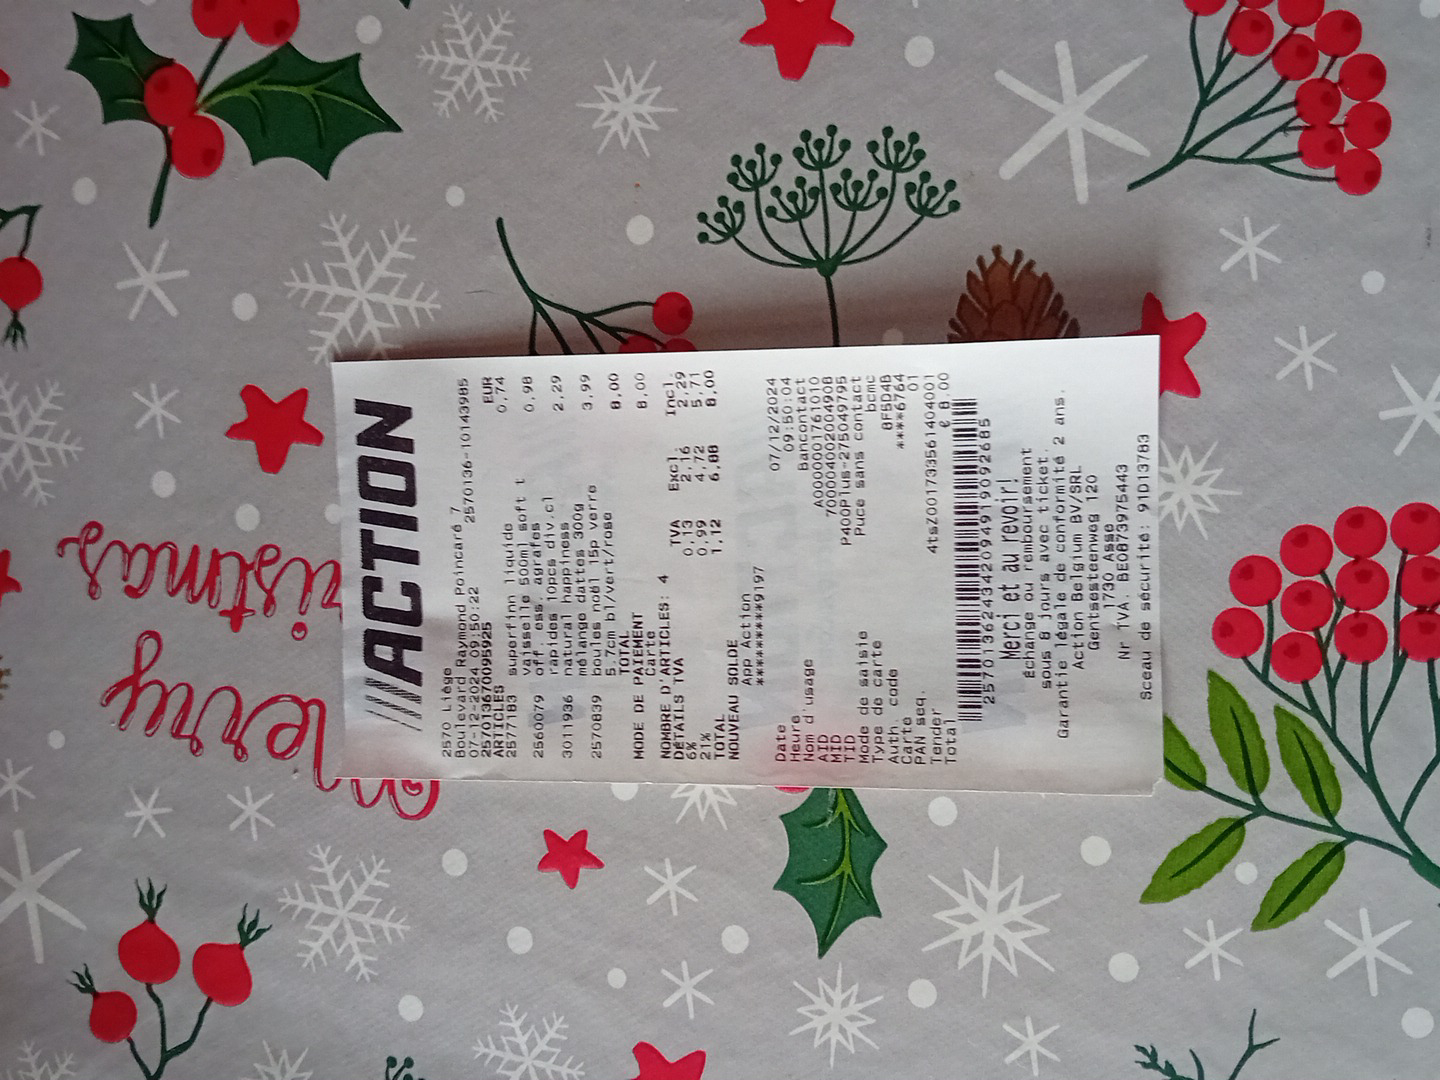 Merry
Christmas
ACTION
2570 Liège
Boulevard Raymond Poincaré 7
07-12-2024 09:50:22 2570136-10143985
2570136700095925
ARTICLES EUR
2577183 superfinn liquide 0,74
vaisselle 500ml soft t
2560079 off. ess. agrafes 0,98
rapides 10pcs div.cl
3011936 natural happiness 2,29
mélange dattes 300g
2570839 boules noël 15p verre 3,99
5.7cm bl/vert/rose
TOTAL 8,00
MODE DE PAIEMENT
Carte 8,00
NOMBRE D'ARTICLES: 4
DÉTAILS TVA TVA Excl. Incl.
6% 0,13 2,16 2,29
21% 0,99 4,72 5,71
TOTAL 1,12 6,88 8,00
NOUVEAU SOLDE
App Action
*********9197
Date 07/12/2024
Heure 09:50:04
Nom d'usage Bancontact
AID A0000001761010
MID 700004002004908
TID P400Plus-275049795
Mode de saisie Puce sans contact
Type de carte bcmc
Auth. code 8F5D4B
Carte ****6764
PAN seq. 01
Tender 4tsZ001733561404001
Total € 8.00
257013624342094919092685
Merci et au revoir!
Échange ou remboursement
sous 8 jours avec ticket.
Garantie légale de conformité 2 ans.
Action Belgium BV/SRL
Gentsesteenweg 120
1730 Asse
Nr TVA. BE0873975443
Sceau de sécurité: 91D13783